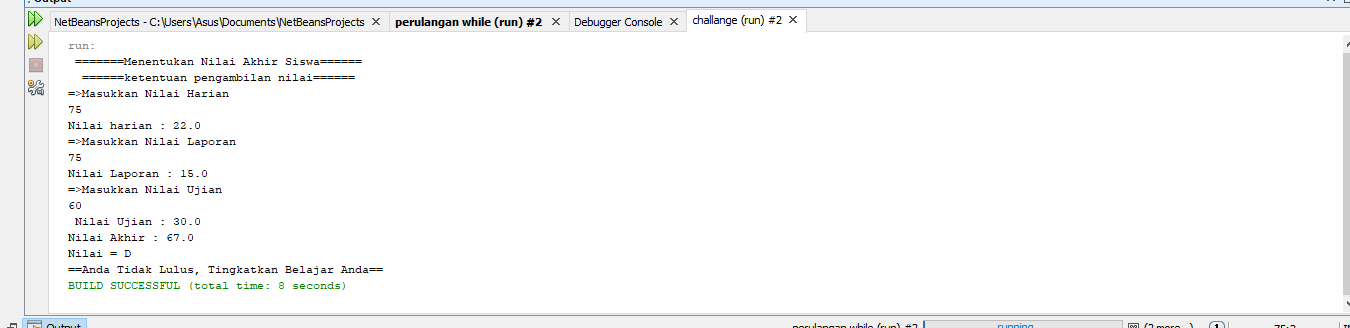 Output
NetBeansProjects - C:\Users\Asus\Documents\NetBeansProjects × perulangan while (run) #2 × Debugger Console × challange (run) #2 ×
run:
=======Menentukan Nilai Akhir Siswa======
======ketentuan pengambilan nilai======
=>Masukkan Nilai Harian
75
Nilai harian : 22.0
=>Masukkan Nilai Laporan
75
Nilai Laporan : 15.0
=>Masukkan Nilai Ujian
60
Nilai Ujian : 30.0
Nilai Akhir : 67.0
Nilai = D
==Anda Tidak Lulus, Tingkatkan Belajar Anda==
BUILD SUCCESSFUL (total time: 8 seconds)
Output perulangan while (run) #2 running (2 more...) 1 75:2